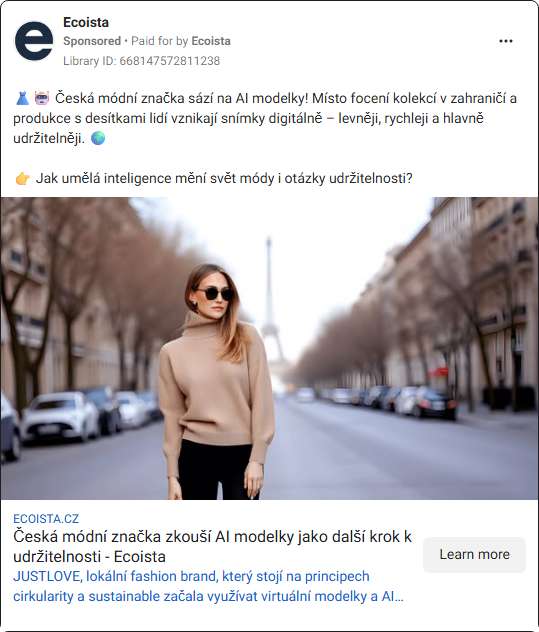 Ecoista
Sponsored • Paid for by Ecoista
Library ID: 668147572811238
👗🤖 Česká módní značka sází na AI modelky! Místo focení kolekcí v zahraničí a
produkce s desítkami lidí vznikají snímky digitálně – levněji, rychleji a hlavně
udržitelněji. 🌍
👉 Jak umělá inteligence mění svět módy i otázky udržitelnosti?
ECOISTA.CZ
Česká módní značka zkouší AI modelky jako další krok k
udržitelnosti - Ecoista
Learn more
JUSTLOVE, lokální fashion brand, který stojí na principech
cirkularity a sustainable začala využívat virtuální modelky a AI...